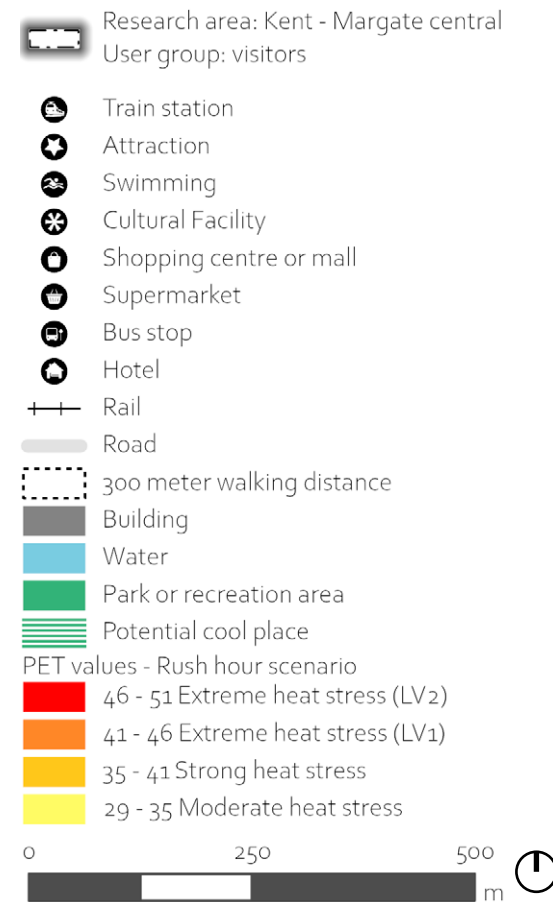 Research area: Kent - Margate central
User group: visitors
Train station
Attraction
Swimming
Cultural Facility
Shopping centre or mall
Supermarket
Bus stop
Hotel
Rail
Road
300 meter walking distance
Building
Water
Park or recreation area
Potential cool place
PET values - Rush hour scenario
46 - 51 Extreme heat stress (LV2)
41 - 46 Extreme heat stress (LV1)
35 - 41 Strong heat stress
29 - 35 Moderate heat stress
0 250 500
m